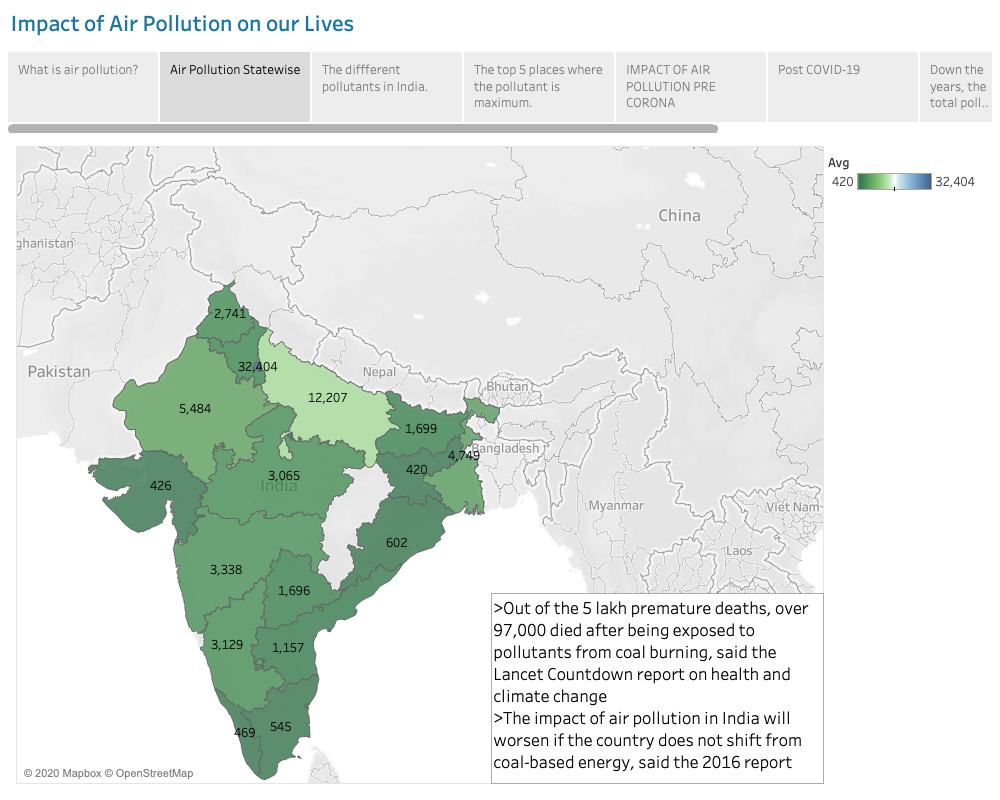 Impact of Air Pollution on our Lives
What is air pollution?
Air Pollution Statewise
The diffferent
pollutants in India.
The top 5 places where
the pollutant is
maximum.
IMPACT OF AIR
POLLUTION PRE
CORONA
Post COVID-19
Down the
years, the
total poll..
Avg
420
32,404
China
ghanistan
Pakistan
Nepal
Bhutan
Bangladesh
Myanmar
Viet Nam
Laos
India
2,741
32,404
5,484
12,207
1,699
4,749
420
3,065
426
602
3,338
1,696
3,129
1,157
469
545
>Out of the 5 lakh premature deaths, over
97,000 died after being exposed to
pollutants from coal burning, said the
Lancet Countdown report on health and
climate change
>The impact of air pollution in India will
worsen if the country does not shift from
coal-based energy, said the 2016 report
© 2020 Mapbox © OpenStreetMap